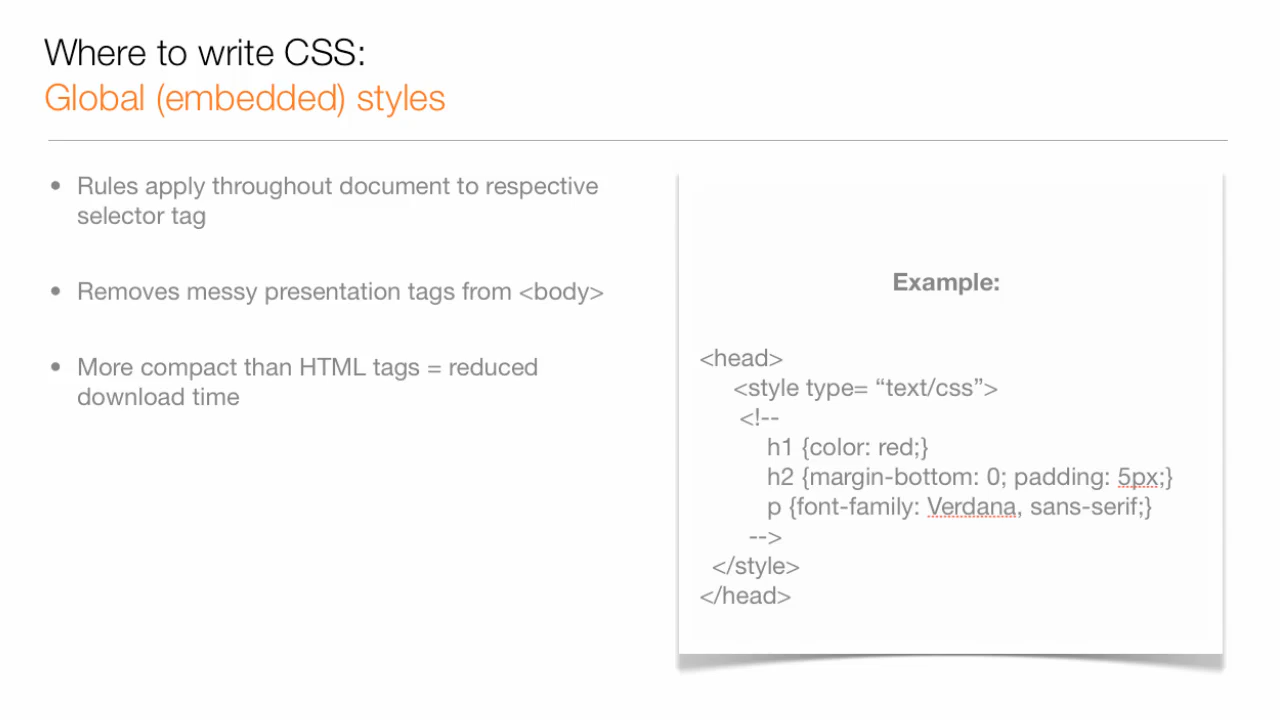 Where to write CSS:
Global (embedded) styles
• Rules apply throughout document to respective
selector tag
• Removes messy presentation tags from <body>
• More compact than HTML tags = reduced
download time
Example:
<head>
<style type= “text/css”>
<!--
h1 {color: red;}
h2 {margin-bottom: 0; padding: 5px;}
p {font-family: Verdana, sans-serif;}
-->
</style>
</head>